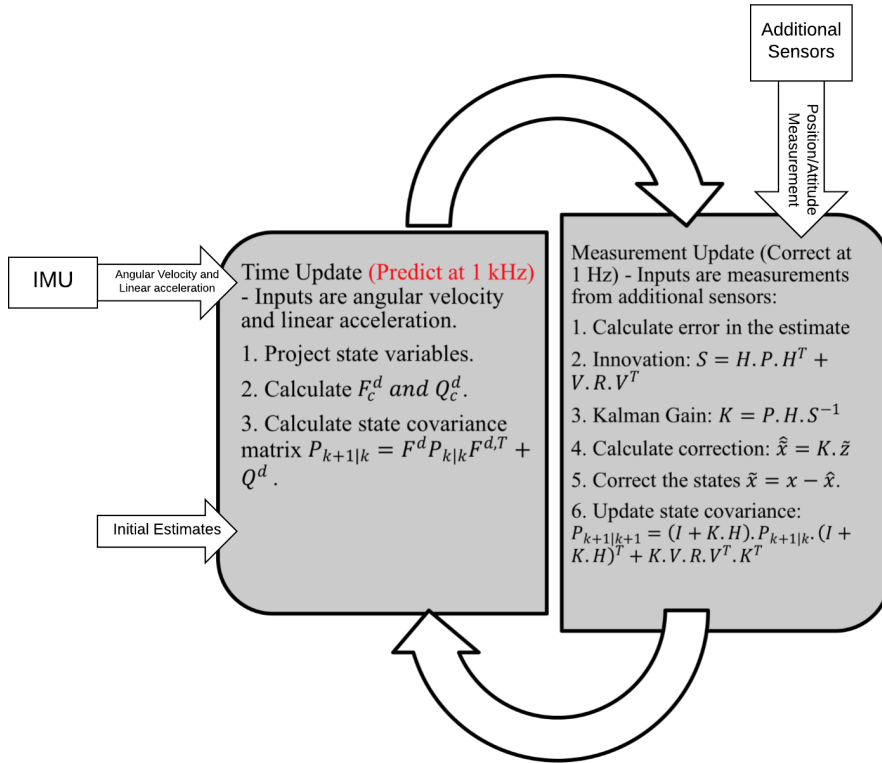 Additional
Sensors
Position/Attitude
Measurement
IMU
Angular Velocity and
Linear acceleration
Initial Estimates
Time Update (Predict at 1 kHz)
- Inputs are angular velocity
and linear acceleration.
1. Project state variables.
2. Calculate $F_c^d$ and $Q_c^d$.
3. Calculate state covariance
matrix $P_{k+1|k} = F^d P_{k|k} F^{d,T} +$
$Q^d$ .
Measurement Update (Correct at
1 Hz) - Inputs are measurements
from additional sensors:
1. Calculate error in the estimate
2. Innovation: $S = H.P.H^T +$
$V.R.V^T$
3. Kalman Gain: $K = P.H.S^{-1}$
4. Calculate correction: $\hat{\tilde{x}} = K.\tilde{z}$
5. Correct the states $\tilde{x} = x - \hat{x}$.
6. Update state covariance:
$P_{k+1|k+1} = (I + K.H).P_{k+1|k}.(I +$
$K.H)^T + K.V.R.V^T.K^T$